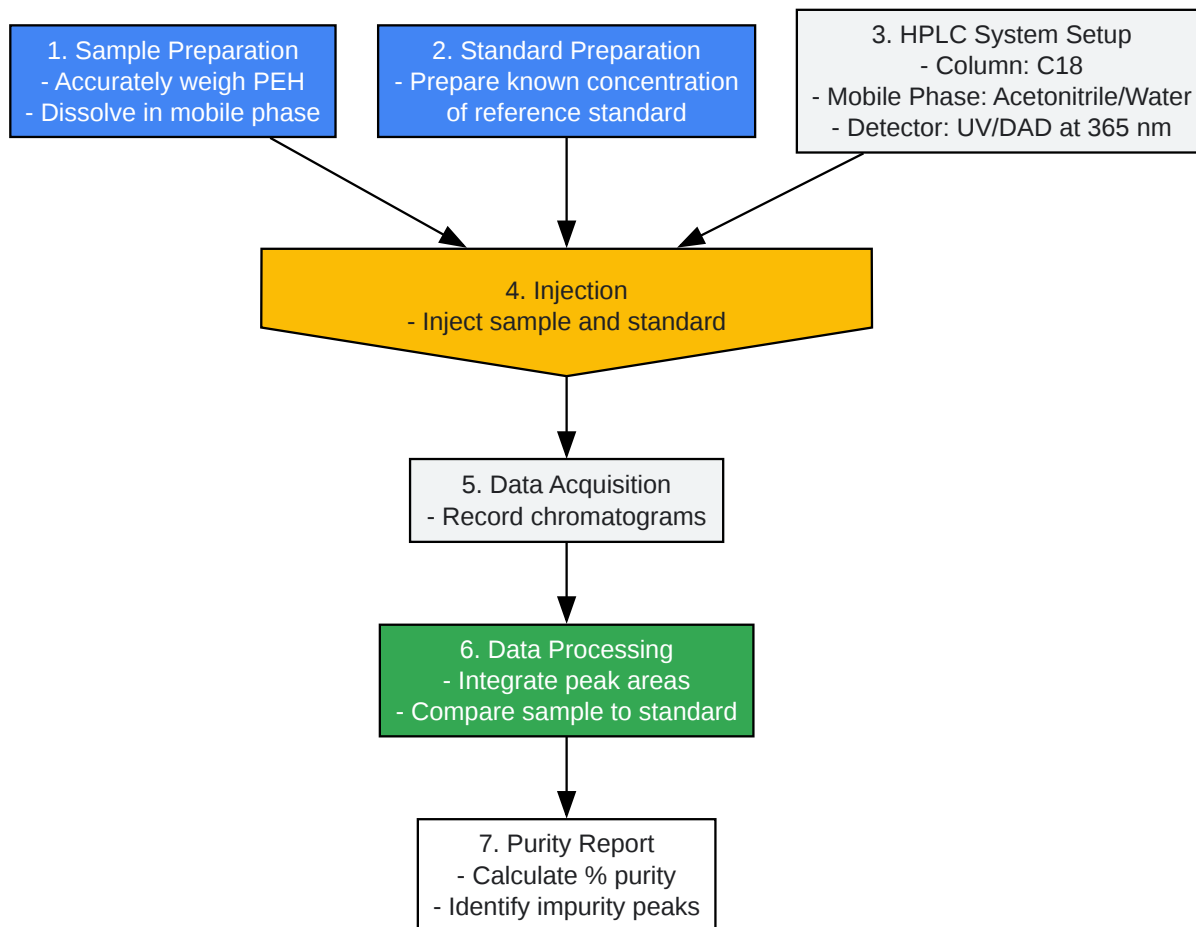 1. Sample Preparation
- Accurately weigh PEH
- Dissolve in mobile phase
2. Standard Preparation
- Prepare known concentration
of reference standard
3. HPLC System Setup
- Column: C18
- Mobile Phase: Acetonitrile/Water
- Detector: UV/DAD at 365 nm
4. Injection
- Inject sample and standard
5. Data Acquisition
- Record chromatograms
6. Data Processing
- Integrate peak areas
- Compare sample to standard
7. Purity Report
- Calculate % purity
- Identify impurity peaks